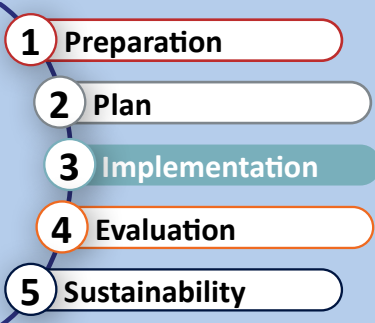 1 Preparation
2 Plan
3 Implementation
4 Evaluation
5 Sustainability